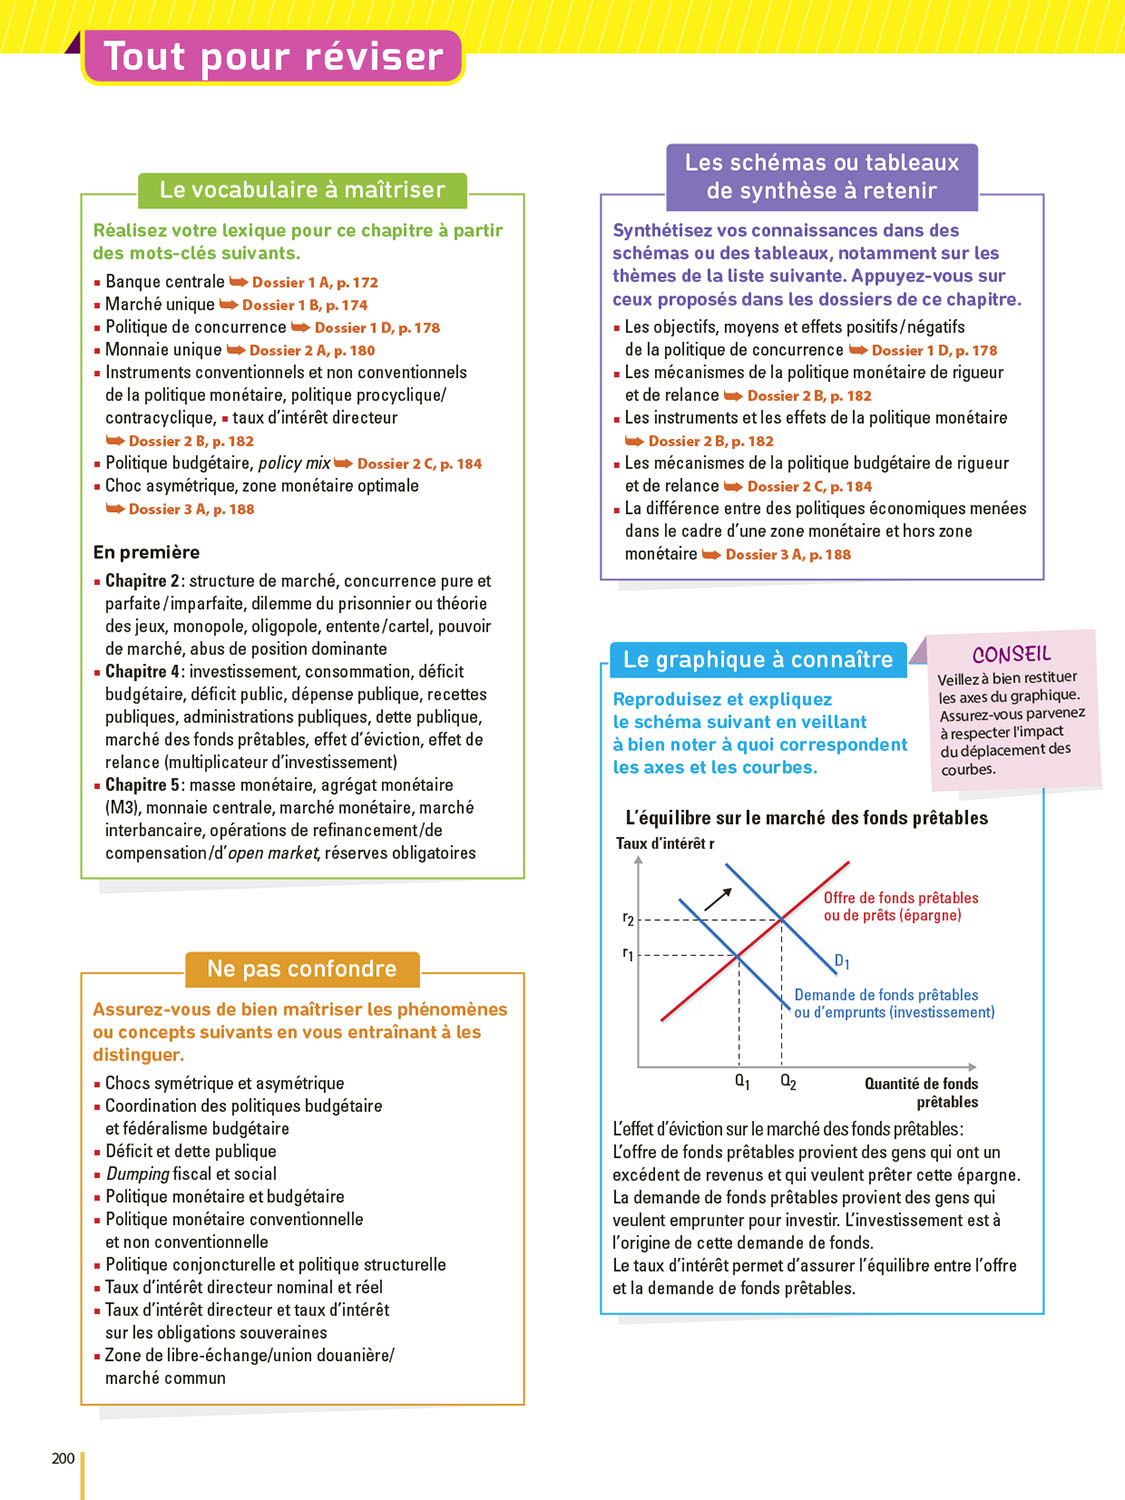 Tout pour réviser
Le vocabulaire à maîtriser
Réalisez votre lexique pour ce chapitre à partir
des mots-clés suivants.
▪ Banque centrale ➥ Dossier 1 A, p. 172
▪ Marché unique ➥ Dossier 1 B, p. 174
▪ Politique de concurrence ➥ Dossier 1 D, p. 178
▪ Monnaie unique ➥ Dossier 2 A, p. 180
▪ Instruments conventionnels et non conventionnels
de la politique monétaire, politique procyclique/
contracyclique, ▪ taux d’intérêt directeur
➥ Dossier 2 B, p. 182
▪ Politique budgétaire, policy mix ➥ Dossier 2 C, p. 184
▪ Choc asymétrique, zone monétaire optimale
➥ Dossier 3 A, p. 188
En première
▪ Chapitre 2 : structure de marché, concurrence pure et
parfaite/imparfaite, dilemme du prisonnier ou théorie
des jeux, monopole, oligopole, entente/cartel, pouvoir
de marché, abus de position dominante
▪ Chapitre 4 : investissement, consommation, déficit
budgétaire, déficit public, dépense publique, recettes
publiques, administrations publiques, dette publique,
marché des fonds prêtables, effet d’éviction, effet de
relance (multiplicateur d’investissement)
▪ Chapitre 5 : masse monétaire, agrégat monétaire
(M3), monnaie centrale, marché monétaire, marché
interbancaire, opérations de refinancement/de
compensation/d’open market, réserves obligatoires
Ne pas confondre
Assurez-vous de bien maîtriser les phénomènes
ou concepts suivants en vous entraînant à les
distinguer.
▪ Chocs symétrique et asymétrique
▪ Coordination des politiques budgétaire
et fédéralisme budgétaire
▪ Déficit et dette publique
▪ Dumping fiscal et social
▪ Politique monétaire et budgétaire
▪ Politique monétaire conventionnelle
et non conventionnelle
▪ Politique conjoncturelle et politique structurelle
▪ Taux d’intérêt directeur nominal et réel
▪ Taux d’intérêt directeur et taux d’intérêt
sur les obligations souveraines
▪ Zone de libre-échange/union douanière/
marché commun
Les schémas ou tableaux
de synthèse à retenir
Synthétisez vos connaissances dans des
schémas ou des tableaux, notamment sur les
thèmes de la liste suivante. Appuyez-vous sur
ceux proposés dans les dossiers de ce chapitre.
▪ Les objectifs, moyens et effets positifs/négatifs
de la politique de concurrence ➥ Dossier 1 D, p. 178
▪ Les mécanismes de la politique monétaire de rigueur
et de relance ➥ Dossier 2 B, p. 182
▪ Les instruments et les effets de la politique monétaire
➥ Dossier 2 B, p. 182
▪ Les mécanismes de la politique budgétaire de rigueur
et de relance ➥ Dossier 2 C, p. 184
▪ La différence entre des politiques économiques menées
dans le cadre d’une zone monétaire et hors zone
monétaire ➥ Dossier 3 A, p. 188
Le graphique à connaître
Reproduisez et expliquez
le schéma suivant en veillant
à bien noter à quoi correspondent
les axes et les courbes.
CONSEIL
Veillez à bien restituer
les axes du graphique.
Assurez-vous parvenez
à respecter l'impact
du déplacement des
courbes.
L’équilibre sur le marché des fonds prêtables
Taux d’intérêt r
Offre de fonds prêtables
ou de prêts (épargne)
r2
r1
D1
Demande de fonds prêtables
ou d’emprunts (investissement)
Q1 Q2
Quantité de fonds
prêtables
L’effet d’éviction sur le marché des fonds prêtables :
L’offre de fonds prêtables provient des gens qui ont un
excédent de revenus et qui veulent prêter cette épargne.
La demande de fonds prêtables provient des gens qui
veulent emprunter pour investir. L’investissement est à
l’origine de cette demande de fonds.
Le taux d’intérêt permet d’assurer l’équilibre entre l’offre
et la demande de fonds prêtables.
200